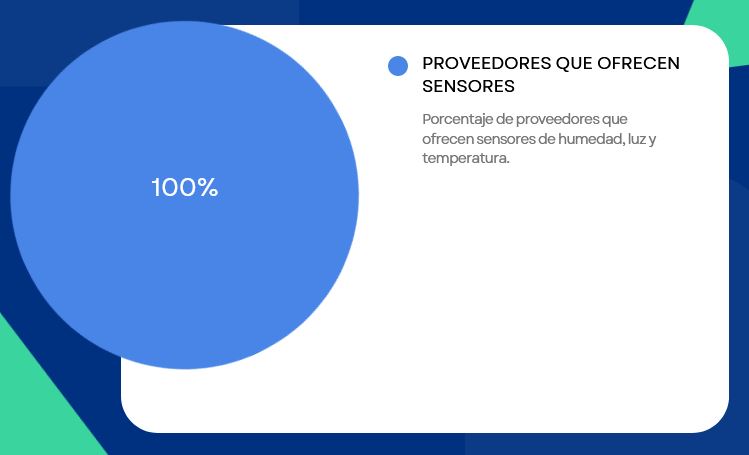 100%
PROVEEDORES QUE OFRECEN
SENSORES
Porcentaje de proveedores que
ofrecen sensores de humedad, luz y
temperatura.